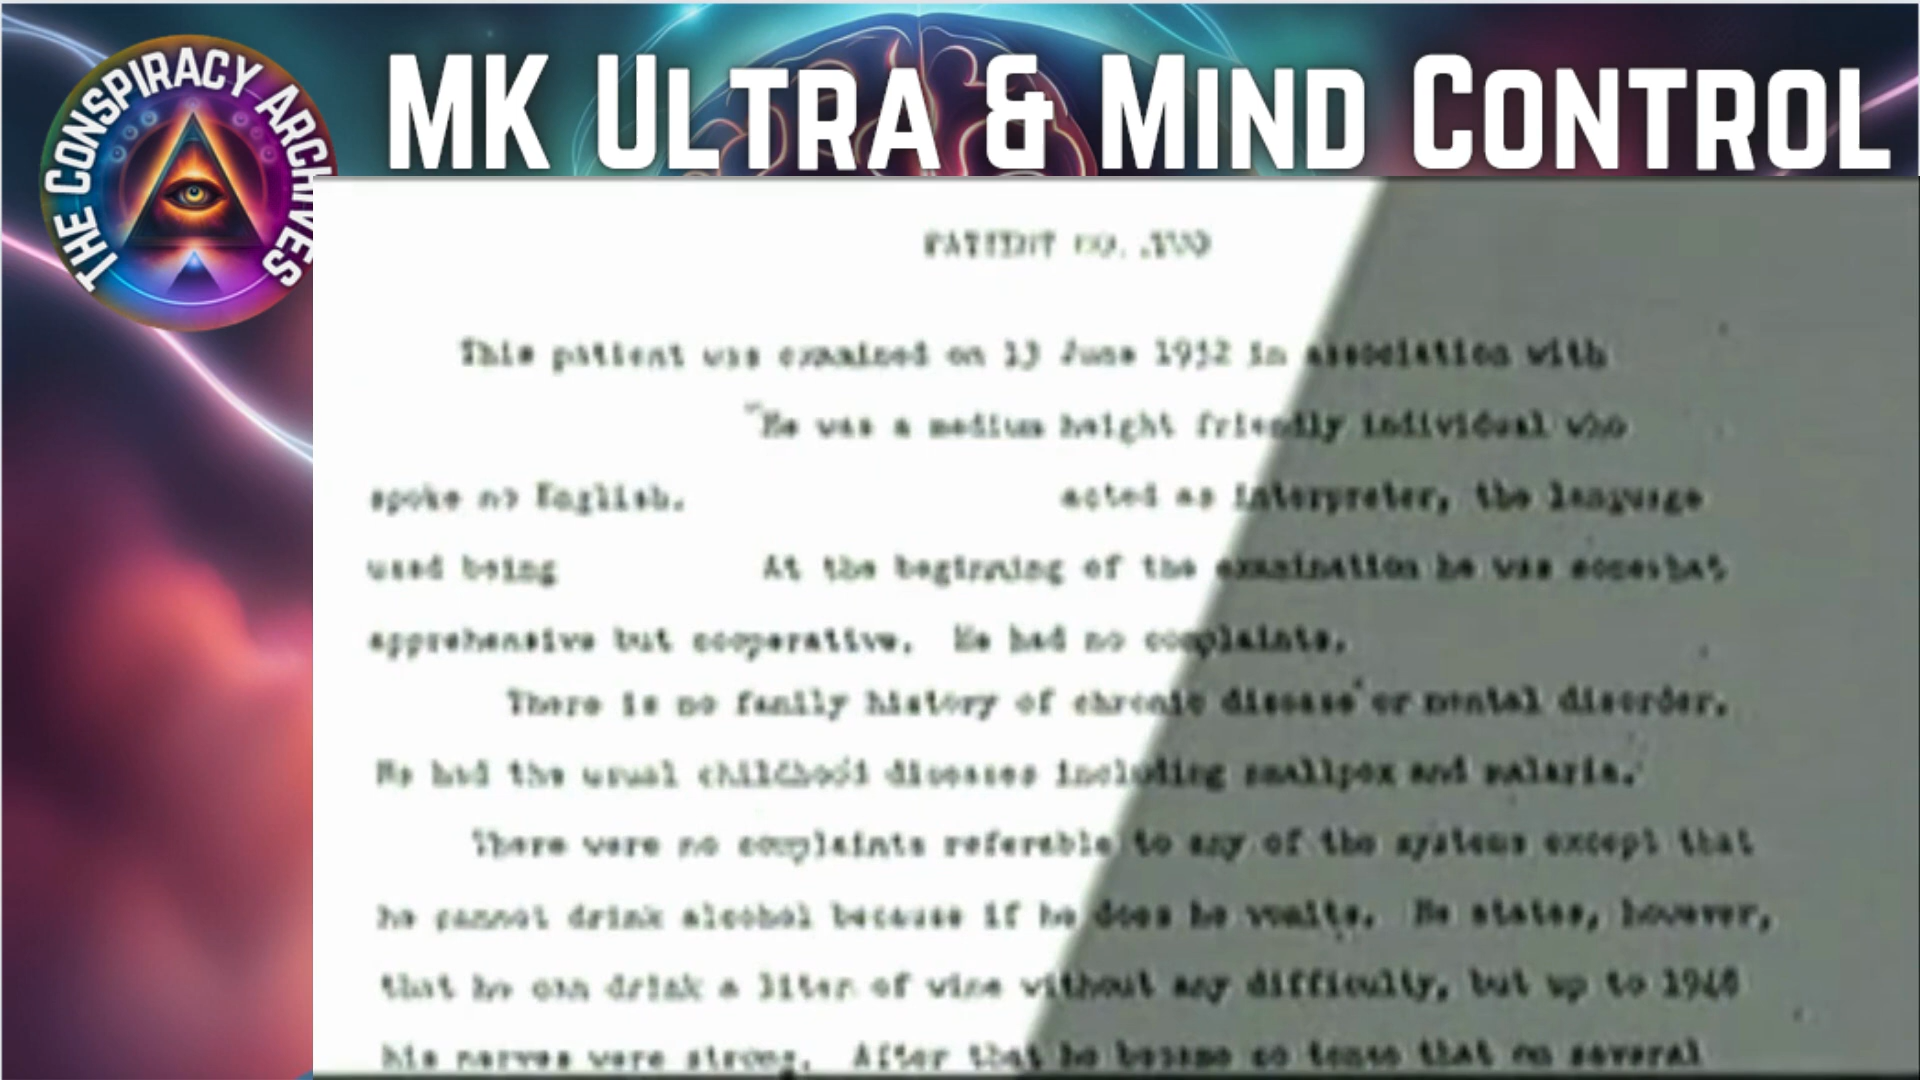 THE CONSPIRACY ARCHIVES
MK ULTRA & MIND CONTROL
PATIENT NO. TWO
This patient was examined on 13 June 1952 in association with
"He was a medium height friendly individual who
spoke no English. acted as interpreter, the language
used being At the beginning of the examination he was somewhat
apprehensive but cooperative. He had no complaints.
There is no family history of chronic disease or mental disorder.
He had the usual childhood diseases including smallpox and malaria.
There were no complaints referable to any of the systems except that
he cannot drink alcohol because if he does he vomits. He states, however,
that he can drink a liter of wine without any difficulty, but up to 1948
his nerves were strong. After that he became so tense that on several